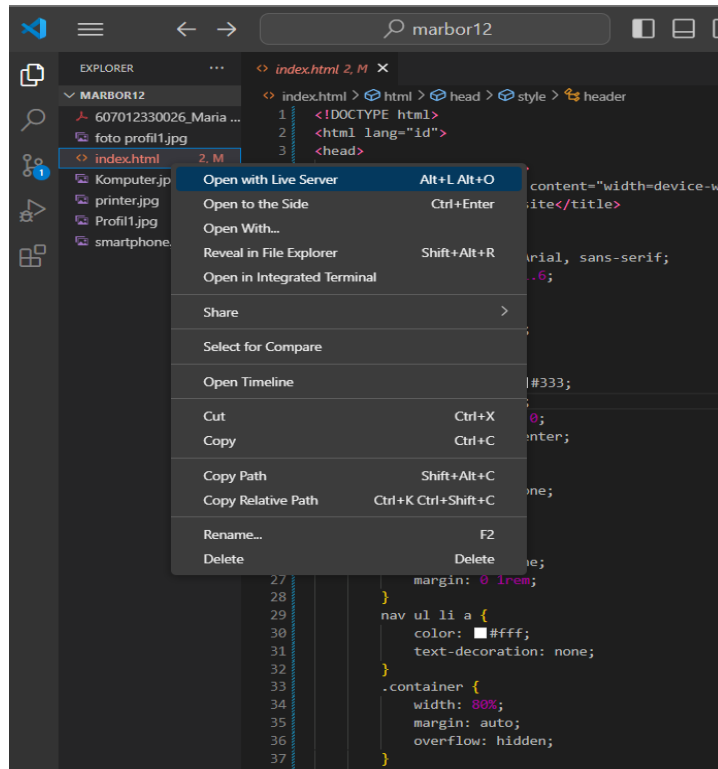 marbor12
EXPLORER ...
MARBOR12
607012330026_Maria ...
foto profil1.jpg
index.html 2, M
Komputer.jp
printer.jpg
Profil1.jpg
smartphone.
1
index.html 2, M
index.html > html > head > style > header
1 <!DOCTYPE html>
2 <html lang="id">
3 <head>
content="width=device-w
site</title>
Arial, sans-serif;
.6;
#333;
0;
enter;
one;
ne;
Open with Live Server Alt+L Alt+O
Open to the Side Ctrl+Enter
Open With...
Reveal in File Explorer Shift+Alt+R
Open in Integrated Terminal
Share
Select for Compare
Open Timeline
Cut Ctrl+X
Copy Ctrl+C
Copy Path Shift+Alt+C
Copy Relative Path Ctrl+K Ctrl+Shift+C
Rename... F2
Delete Delete
27 margin: 0 1rem;
28 }
29 nav ul li a {
30 color: #fff;
31 text-decoration: none;
32 }
33 .container {
34 width: 80%;
35 margin: auto;
36 overflow: hidden;
37 }